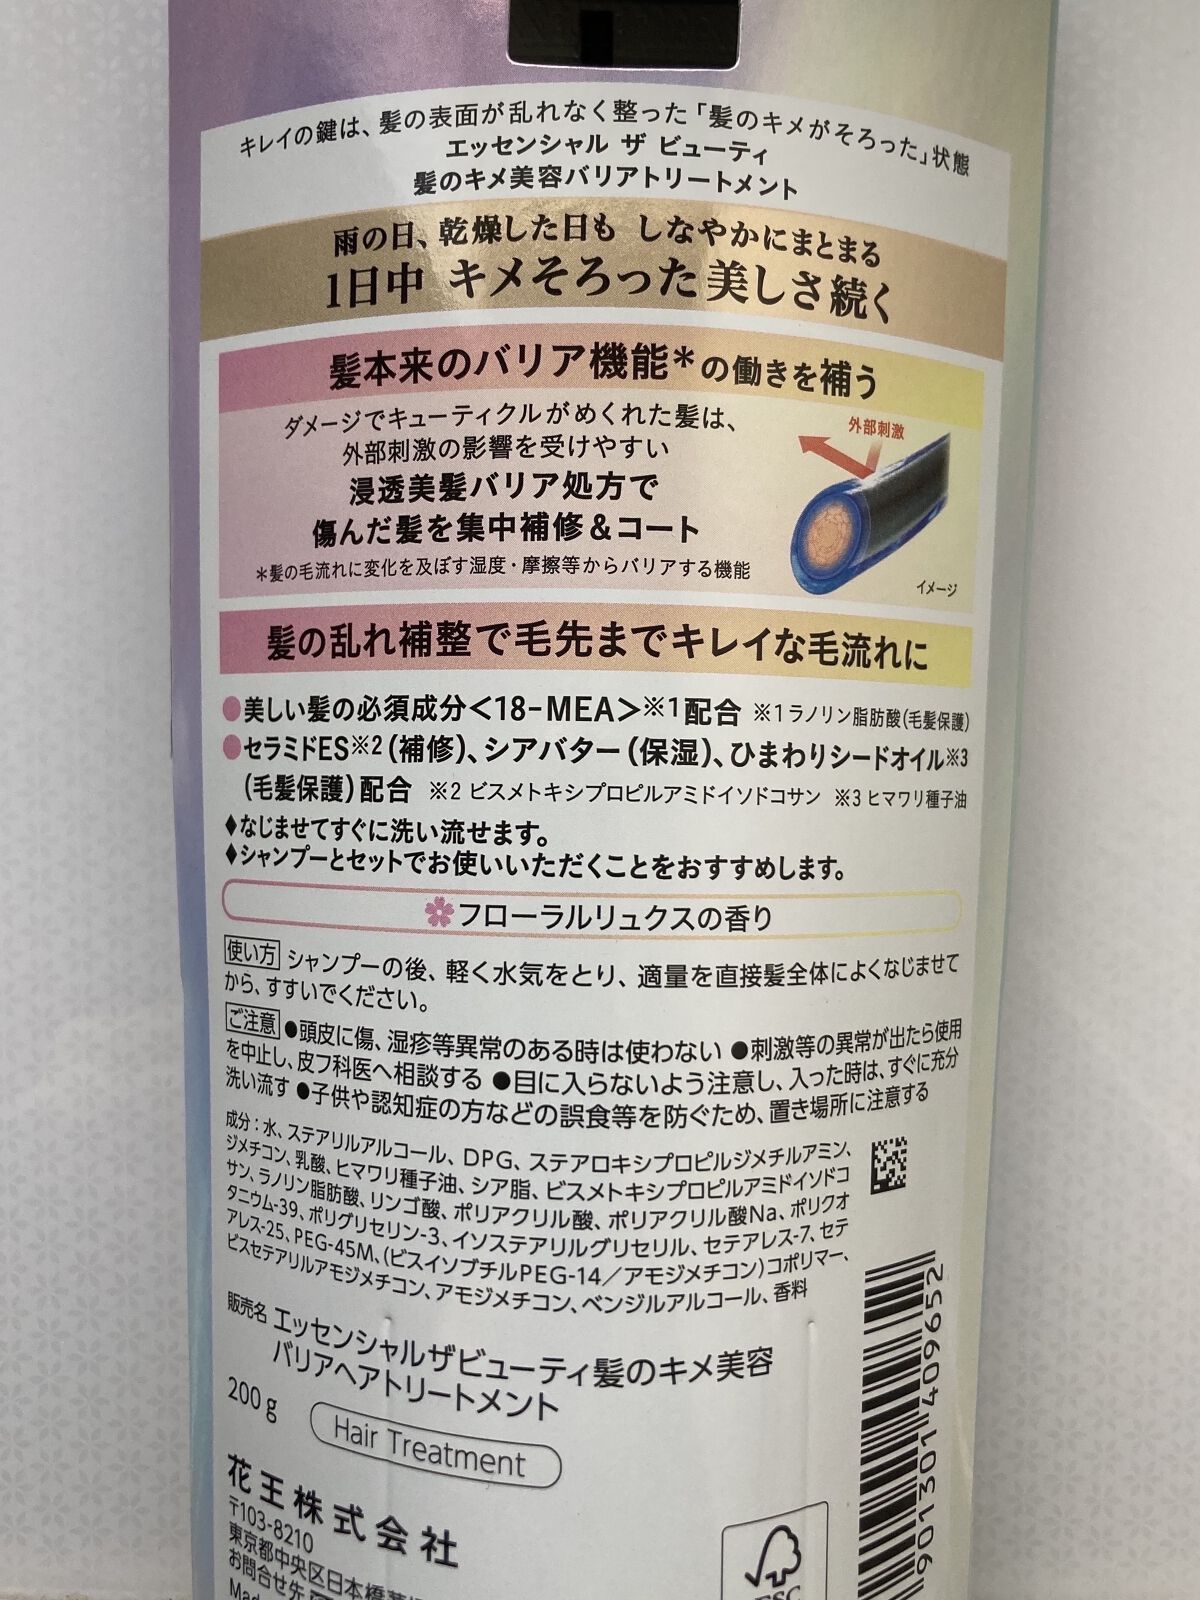 キレイの鍵は、髪の表面が乱れなく整った「髪のキメがそろった」状態
エッセンシャル ザ ビューティ
髪のキメ美容バリアトリートメント
雨の日、乾燥した日も しなやかにまとまる
1日中 キメそろった美しさ続く
髪本来のバリア機能*の働きを補う
ダメージでキューティクルがめくれた髪は、
外部刺激の影響を受けやすい
浸透美髪バリア処方で
傷んだ髪を集中補修&コート
*髪の毛流れに変化を及ぼす湿度・摩擦等からバリアする機能
外部刺激
イメージ
髪の乱れ補整で毛先までキレイな毛流れに
●美しい髪の必須成分<18-MEA>※1配合 ※1ラノリン脂肪酸(毛髪保護)
●セラミドES※2(補修)、シアバター(保湿)、ひまわりシードオイル※3
(毛髪保護)配合 ※2 ビスメトキシプロピルアミドイソドコサン ※3 ヒマワリ種子油
♦なじませてすぐに洗い流せます。
♦シャンプーとセットでお使いいただくことをおすすめします。
フローラルリュクスの香り
使い方 シャンプーの後、軽く水気をとり、適量を直接髪全体によくなじませて
から、すすいでください。
ご注意 ●頭皮に傷、湿疹等異常のある時は使わない ●刺激等の異常が出たら使用
を中止し、皮フ科医へ相談する ●目に入らないよう注意し、入った時は、すぐに充分
洗い流す ●子供や認知症の方などの誤食等を防ぐため、置き場所に注意する
成分:水、ステアリルアルコール、DPG、ステアロキシプロピルジメチルアミン、
ジメチコン、乳酸、ヒマワリ種子油、シア脂、ビスメトキシプロピルアミドイソドコ
サン、ラノリン脂肪酸、リンゴ酸、ポリアクリル酸、ポリアクリル酸Na、ポリクオ
タニウム-39、ポリグリセリン-3、イソステアリルグリセリル、セテアレス-7、セテ
アレス-25、PEG-45M、(ビスイソブチルPEG-14/アモジメチコン)コポリマー、
ビスセテアリルアモジメチコン、アモジメチコン、ベンジルアルコール、香料
販売名 エッセンシャルザビューティ髪のキメ美容
バリアヘアトリートメント
200g
Hair Treatment
花王株式会社
〒103-8210
東京都中央区日本橋茅場
お問合せ先
901301 409652
FSC